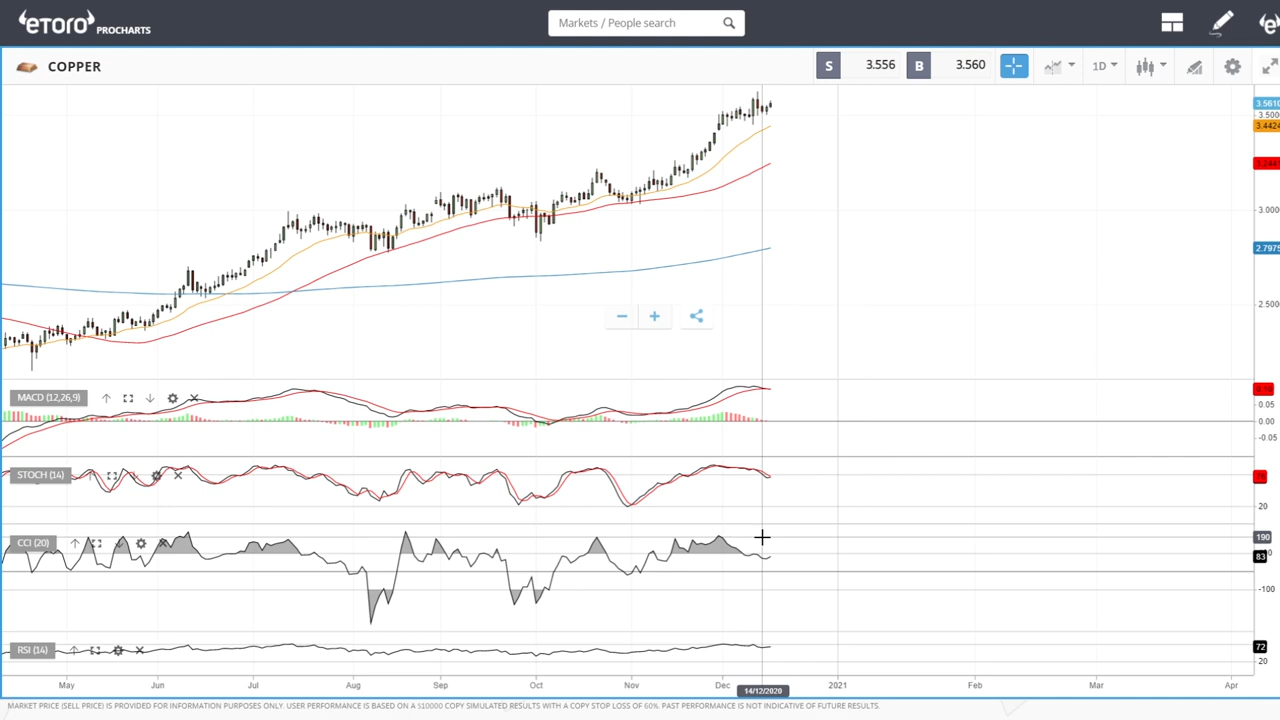 eTORO PROCHARTS
Markets / People search
COPPER
S 3.556 B 3.560
1D
3.5610
3.5000
3.4424
3.0000
2.7975
2.5000
MACD (12,26,9)
0.05
0.00
-0.05
STOCH (14)
20
CCI (20)
190
83
-100
RSI (14)
72
20
May Jun Jul Aug Sep Oct Nov Dec 2021 Feb Mar Apr
14/12/2020
MARKET PRICE (SELL PRICE) IS PROVIDED FOR INFORMATION PURPOSES ONLY. USER PERFORMANCE IS BASED ON A $10000 COPY SIMULATED RESULTS WITH A COPY STOP LOSS OF 60%. PAST PERFORMANCE IS NOT INDICATIVE OF FUTURE RESULTS.